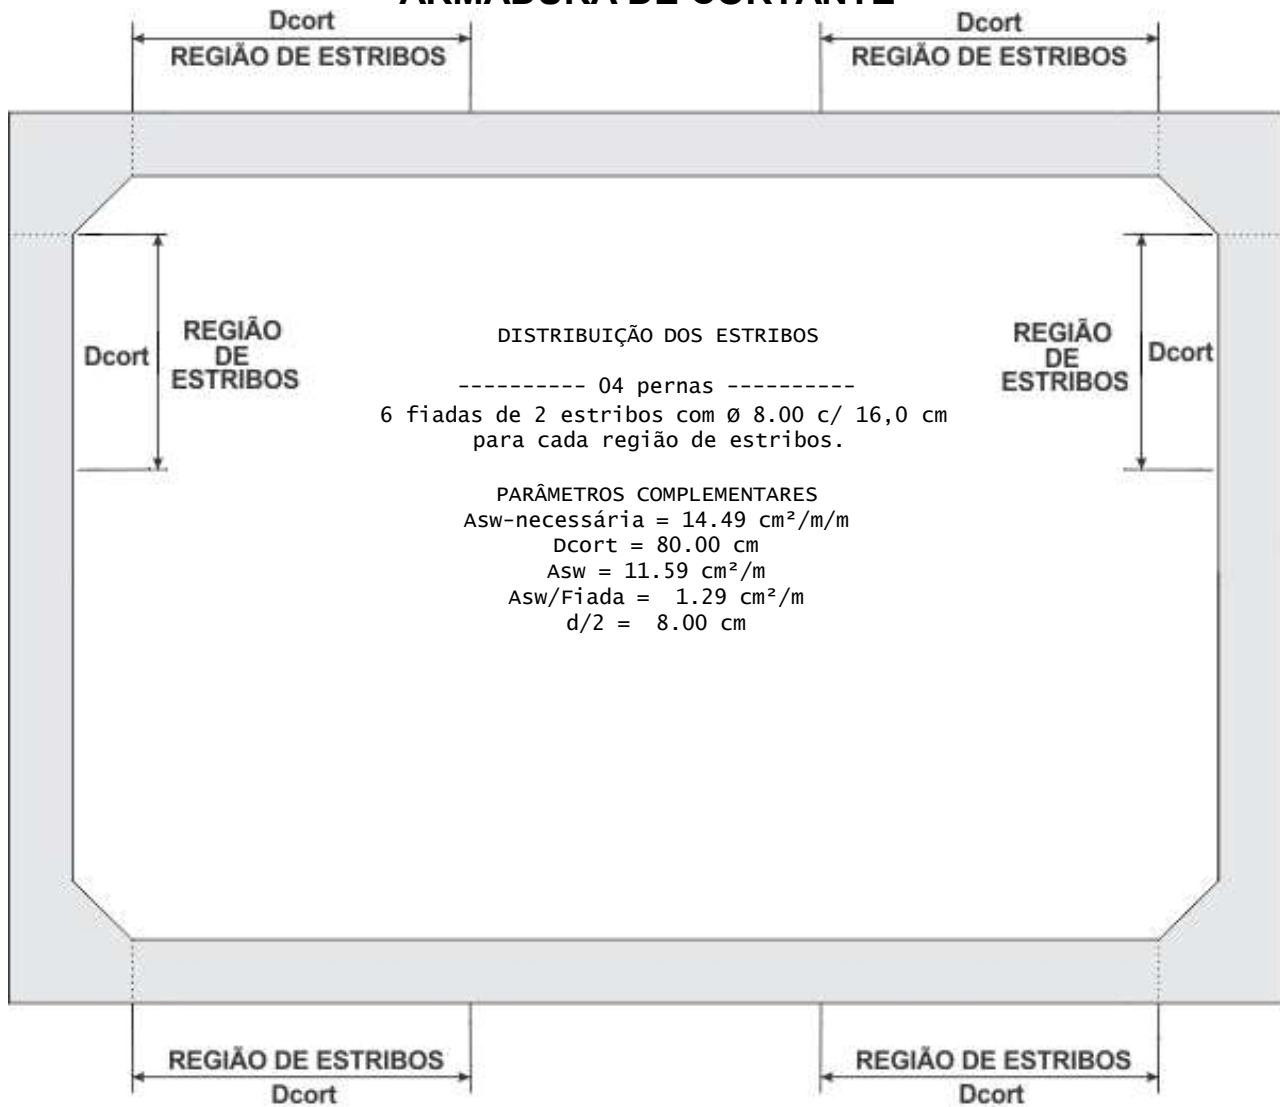 ARMADURA DE CORTANTE
Dcort
REGIÃO DE ESTRIBOS
Dcort
REGIÃO DE ESTRIBOS
Dcort
REGIÃO
DE
ESTRIBOS
DISTRIBUIÇÃO DOS ESTRIBOS
---------- 04 pernas ----------
6 fiadas de 2 estribos com Ø 8.00 c/ 16,0 cm
para cada região de estribos.
PARÂMETROS COMPLEMENTARES
Asw-necessária = 14.49 cm²/m/m
Dcort = 80.00 cm
Asw = 11.59 cm²/m
Asw/Fiada =  1.29 cm²/m
d/2 =  8.00 cm
REGIÃO
DE
ESTRIBOS
Dcort
REGIÃO DE ESTRIBOS
Dcort
REGIÃO DE ESTRIBOS
Dcort